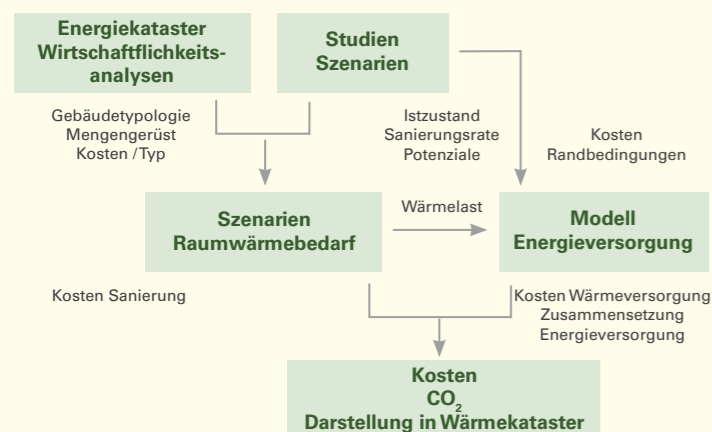 Energiekataster
Wirtschaftflichkeits-
analysen
Studien
Szenarien
Gebäudetypologie
Mengengerüst
Kosten / Typ
Istzustand
Sanierungsrate
Potenziale
Kosten
Randbedingungen
Szenarien
Raumwärmebedarf
Wärmelast
Modell
Energieversorgung
Kosten Sanierung
Kosten Wärmeversorgung
Zusammensetzung
Energieversorgung
Kosten
CO₂
Darstellung in Wärmekataster